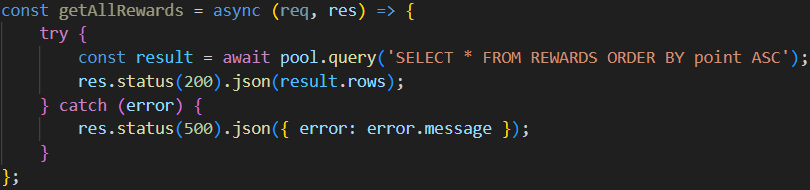 const getAllRewards = async (req, res) => {
    try {
        const result = await pool.query('SELECT * FROM REWARDS ORDER BY point ASC');
        res.status(200).json(result.rows);
    } catch (error) {
        res.status(500).json({ error: error.message });
    }
};